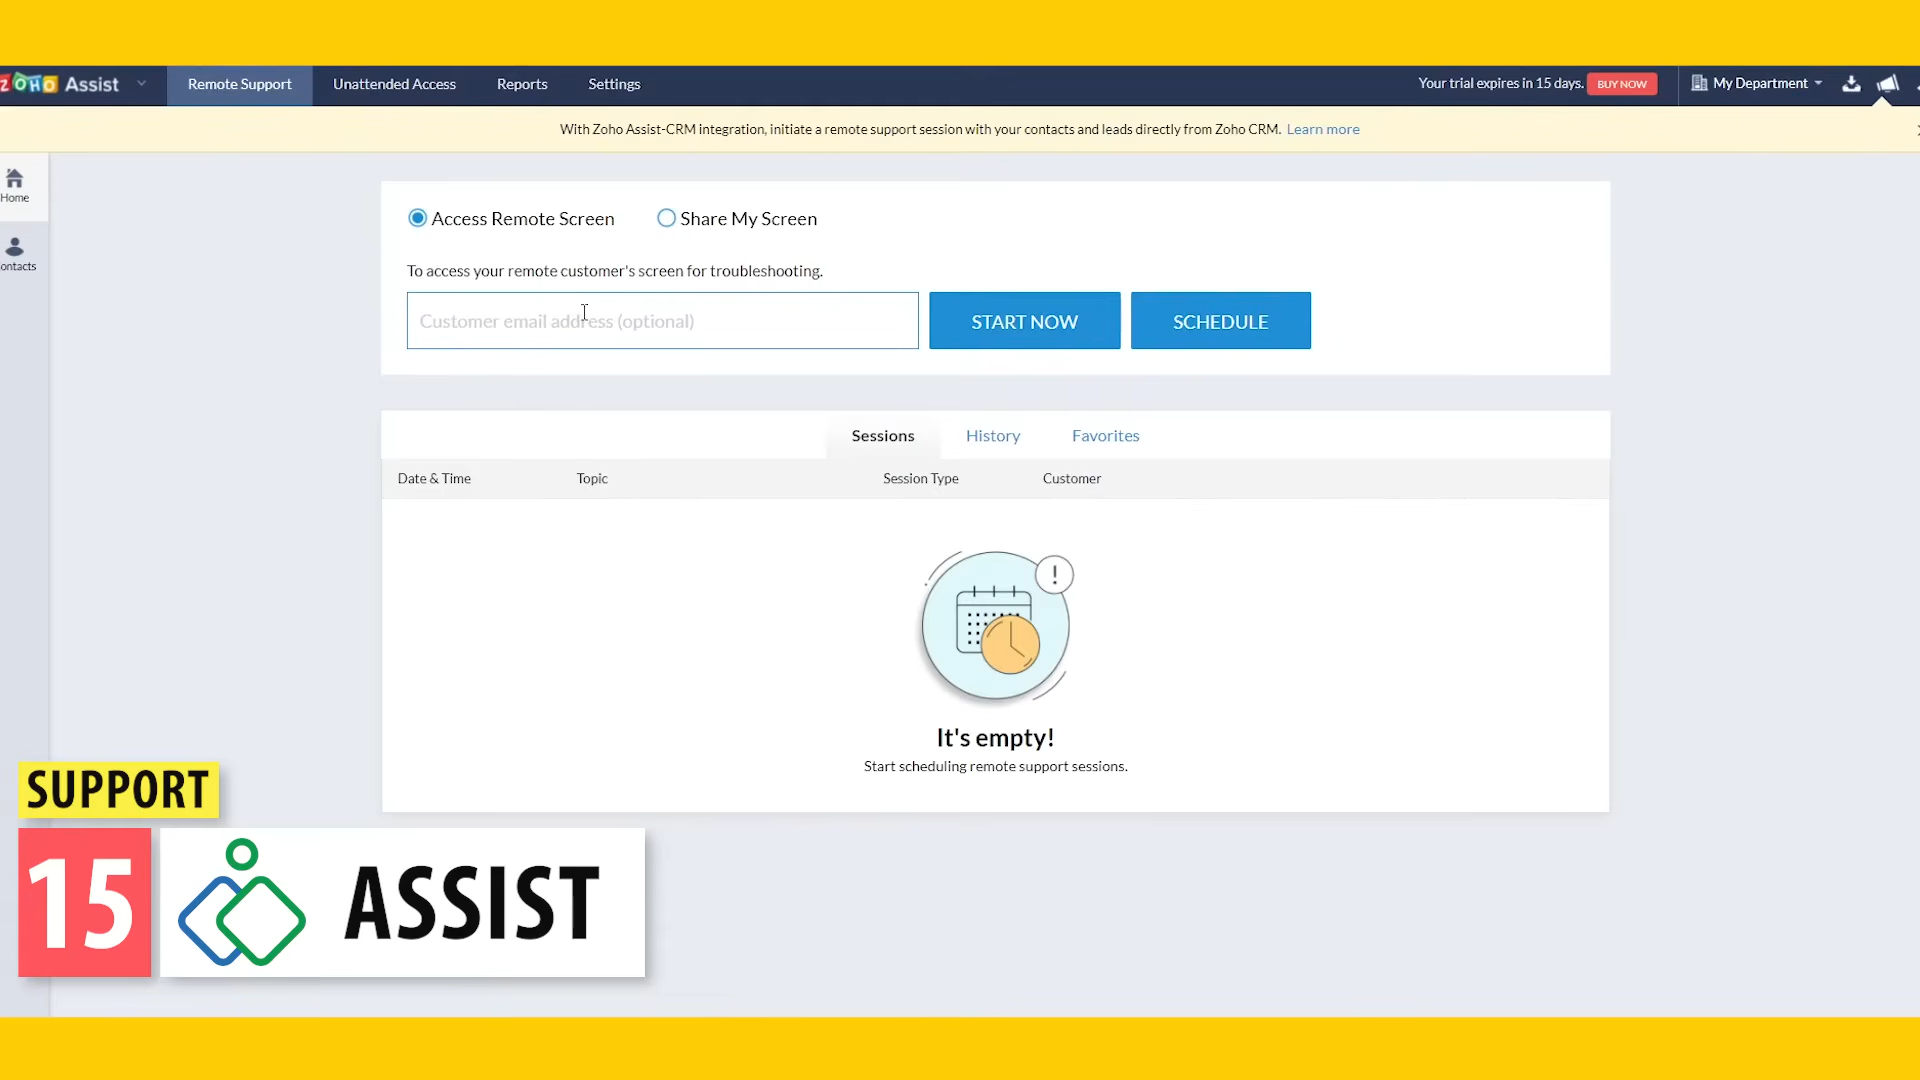 ZOHO Assist
Remote Support
Unattended Access
Reports
Settings
Your trial expires in 15 days.
BUY NOW
My Department
With Zoho Assist-CRM integration, initiate a remote support session with your contacts and leads directly from Zoho CRM. Learn more
Home
ontacts
Access Remote Screen
Share My Screen
To access your remote customer's screen for troubleshooting.
Customer email address (optional)
START NOW
SCHEDULE
Sessions
History
Favorites
Date & Time
Topic
Session Type
Customer
!
It's empty!
Start scheduling remote support sessions.
SUPPORT
15
ASSIST